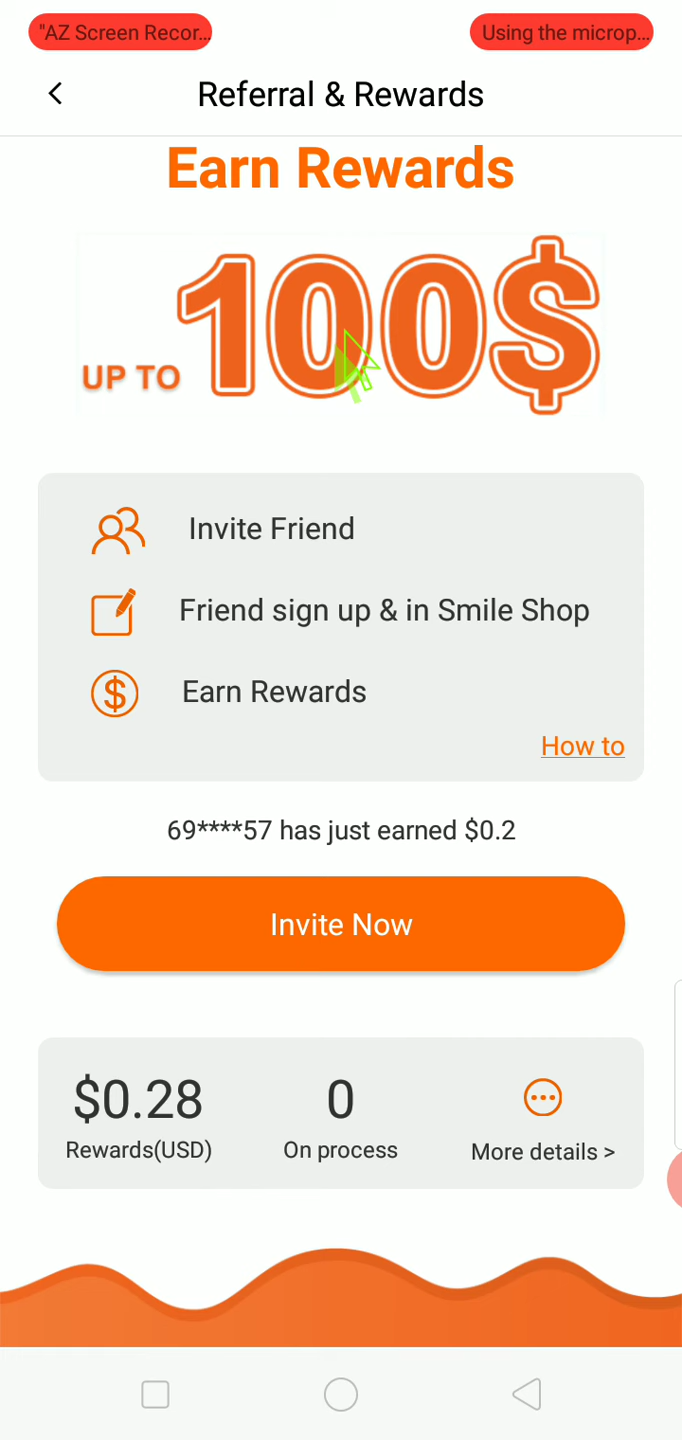 "AZ Screen Recor... Using the microp...
Referral & Rewards
Earn Rewards
UP TO 100$
Invite Friend
Friend sign up & in Smile Shop
Earn Rewards
How to
69****57 has just earned $0.2
Invite Now
$0.28 0
Rewards(USD) On process More details >